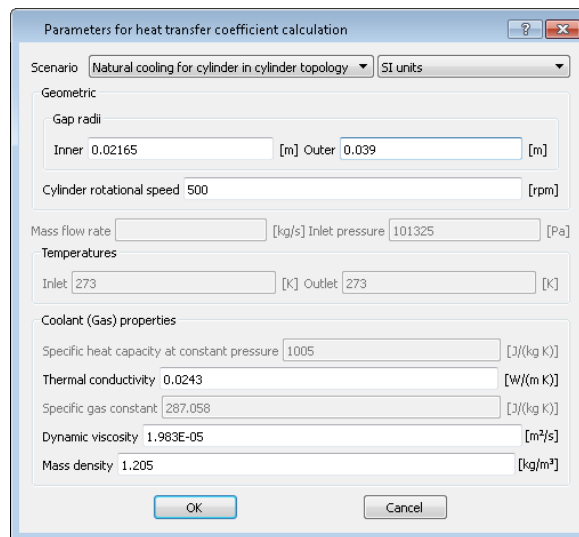 Parameters for heat transfer coefficient calculation
Scenario Natural cooling for cylinder in cylinder topology SI units
Geometric
Gap radii
Inner 0.02165 [m] Outer 0.039 [m]
Cylinder rotational speed 500 [rpm]
Mass flow rate [kg/s] Inlet pressure 101325 [Pa]
Temperatures
Inlet 273 [K] Outlet 273 [K]
Coolant (Gas) properties
Specific heat capacity at constant pressure 1005 [J/(kg K)]
Thermal conductivity 0.0243 [W/(m K)]
Specific gas constant 287.058 [J/(kg K)]
Dynamic viscosity 1.983E-05 [m²/s]
Mass density 1.205 [kg/m³]
OK Cancel